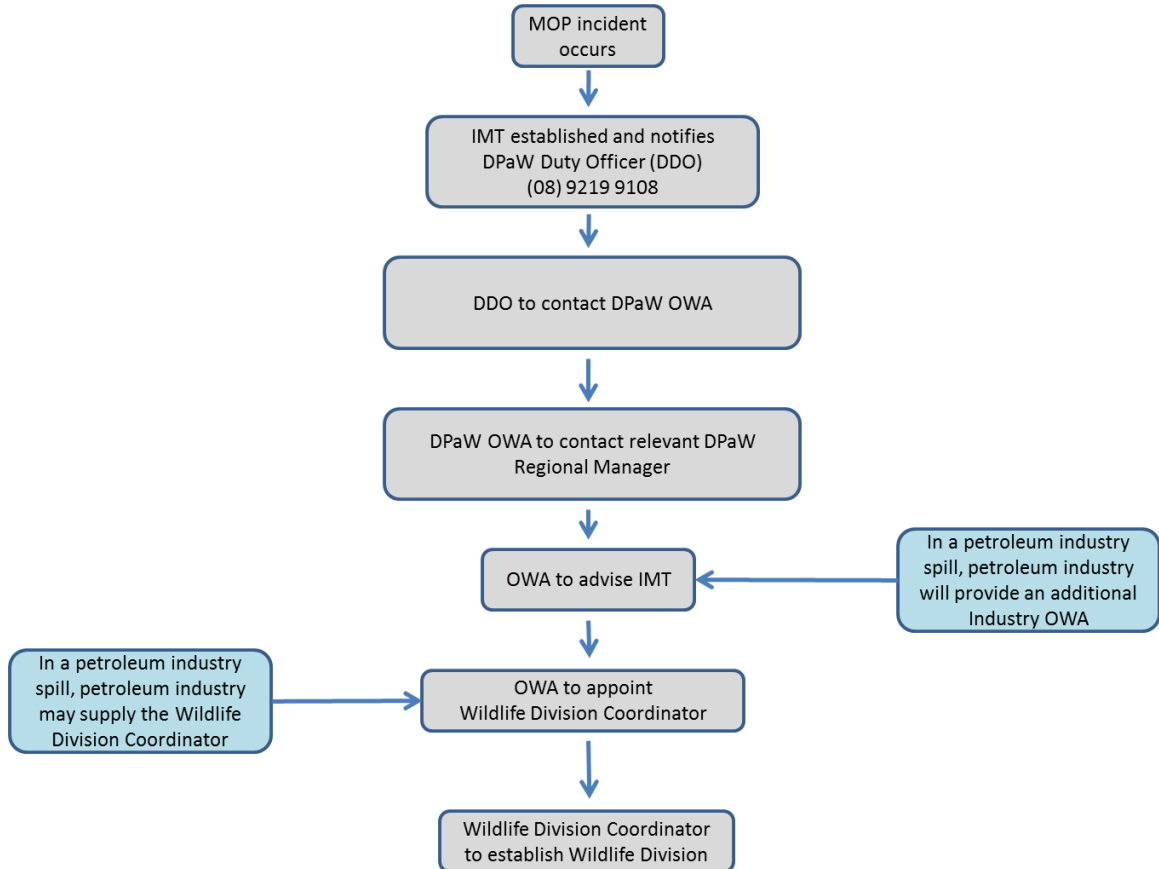 MOP incident
occurs
IMT established and notifies
DPaW Duty Officer (DDO)
(08) 9219 9108
DDO to contact DPaW OWA
DPaW OWA to contact relevant DPaW
Regional Manager
OWA to advise IMT
In a petroleum industry
spill, petroleum industry
will provide an additional
Industry OWA
In a petroleum industry
spill, petroleum industry
may supply the Wildlife
Division Coordinator
OWA to appoint
Wildlife Division Coordinator
Wildlife Division Coordinator
to establish Wildlife Division